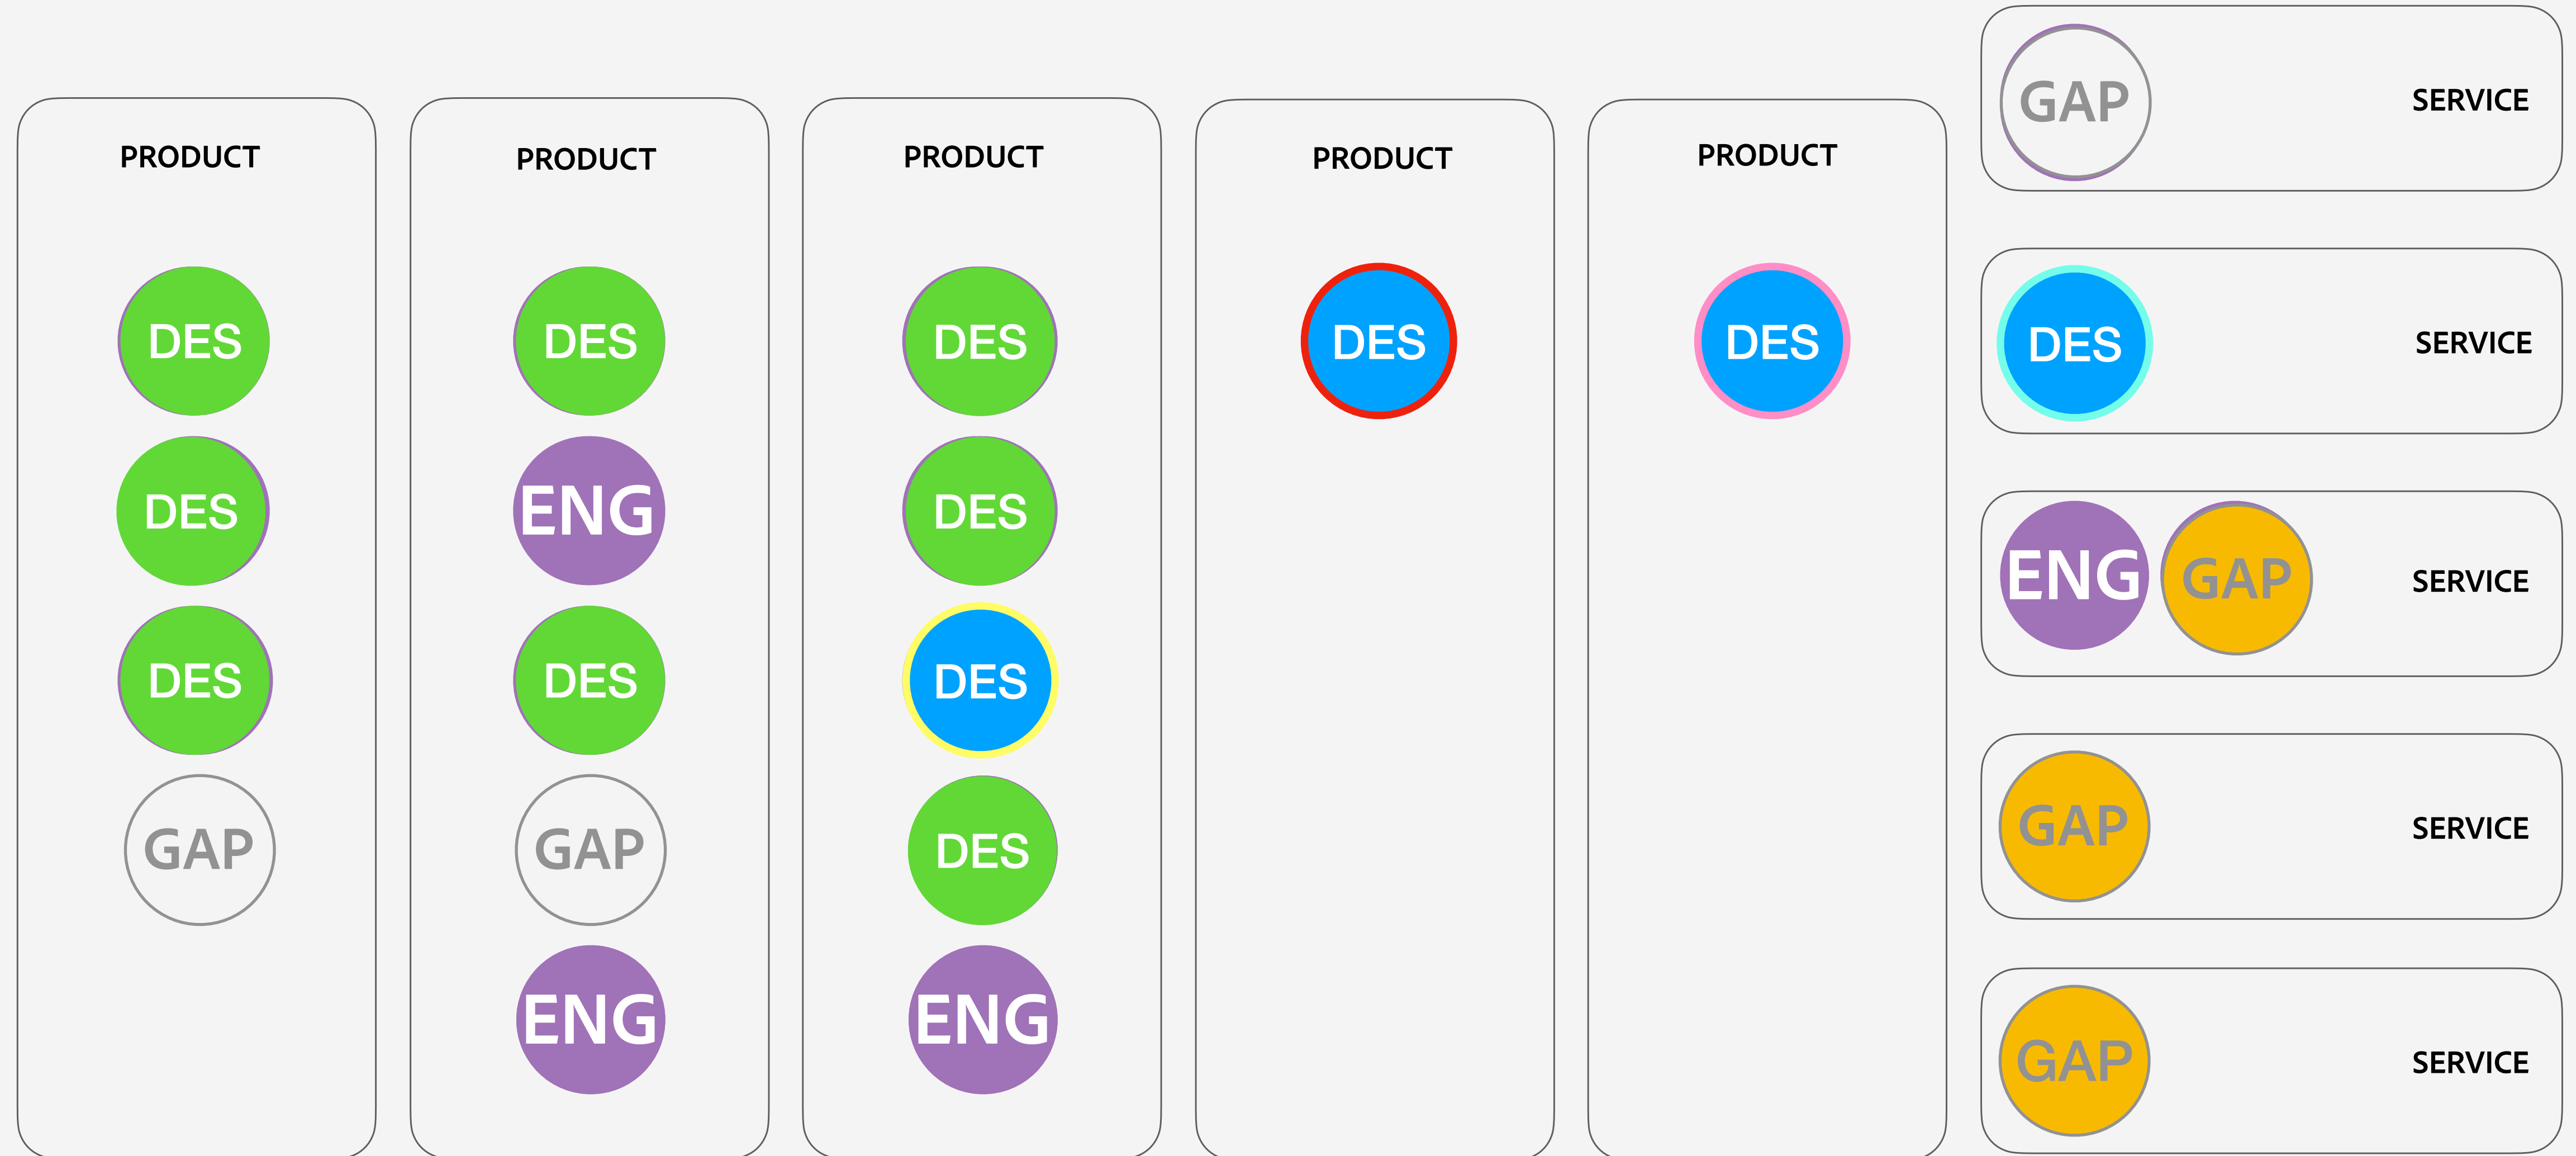 PRODUCT
DES
DES
DES
GAP
PRODUCT
DES
ENG
DES
GAP
ENG
PRODUCT
DES
DES
DES
DES
ENG
PRODUCT
DES
PRODUCT
DES
GAP SERVICE
DES SERVICE
ENG GAP SERVICE
GAP SERVICE
GAP SERVICE